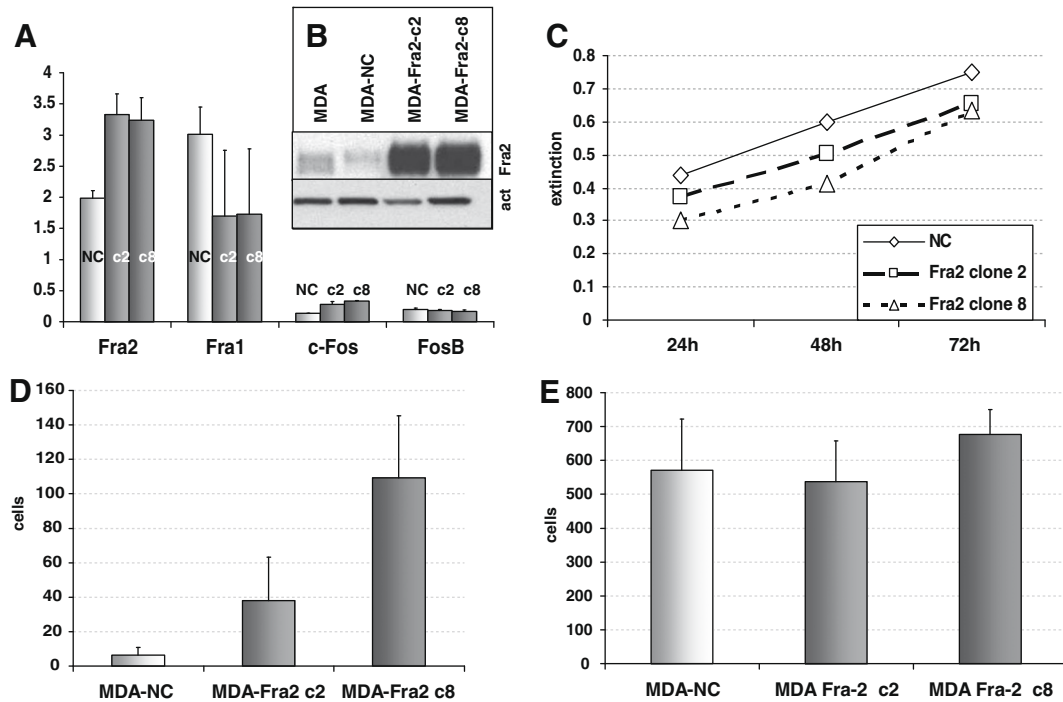 A
4
3.5
3
2.5
2
1.5
1
0.5
0
NC c2 c8
NC c2 c8
NC c2 c8
NC c2 c8
Fra2 Fra1 c-Fos FosB
B
MDA
MDA-NC
MDA-Fra2-c2
MDA-Fra2-c8
Fra2
act
C
0.8
0.7
0.6
0.5
0.4
0.3
0.2
0.1
0
extinction
NC
Fra2 clone 2
Fra2 clone 8
24h 48h 72h
D
160
140
120
100
80
60
40
20
0
cells
MDA-NC MDA-Fra2 c2 MDA-Fra2 c8
E
800
700
600
500
400
300
200
100
0
cells
MDA-NC MDA Fra-2 c2 MDA Fra-2 c8